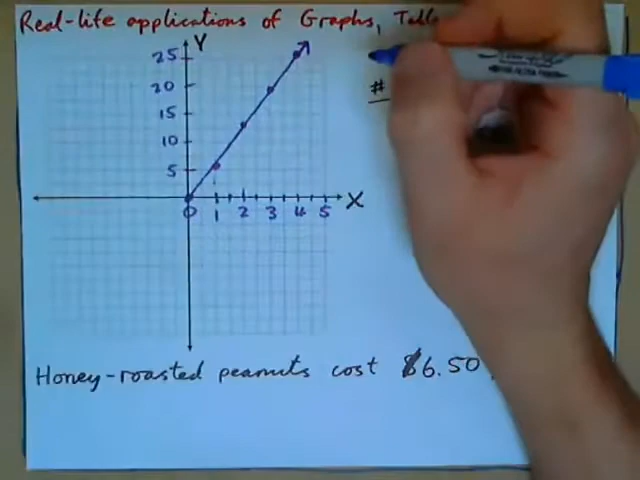 Real-life applications of Graphs,
Y
25
20
15
10
5
0 1 2 3 4 5 X
#
Honey-roasted peanuts cost $6.50